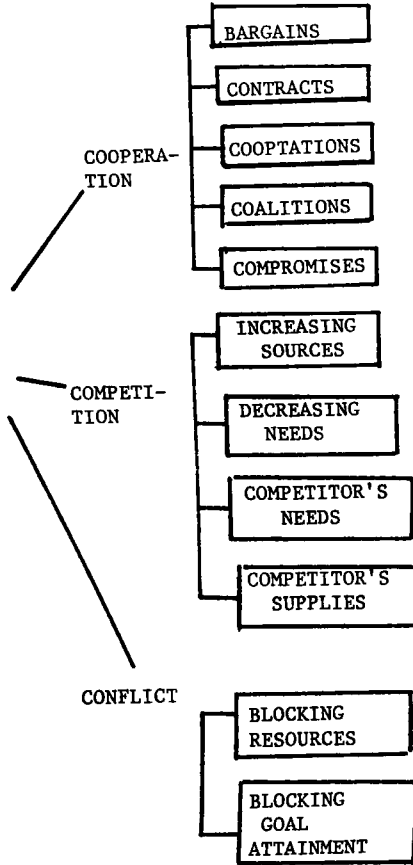 BARGAINS
CONTRACTS
COOPERA-
TION
COOPTATIONS
COALITIONS
COMPROMISES
INCREASING
SOURCES
COMPETI-
TION
DECREASING
NEEDS
COMPETITOR'S
NEEDS
COMPETITOR'S
SUPPLIES
CONFLICT
BLOCKING
RESOURCES
BLOCKING
GOAL
ATTAINMENT